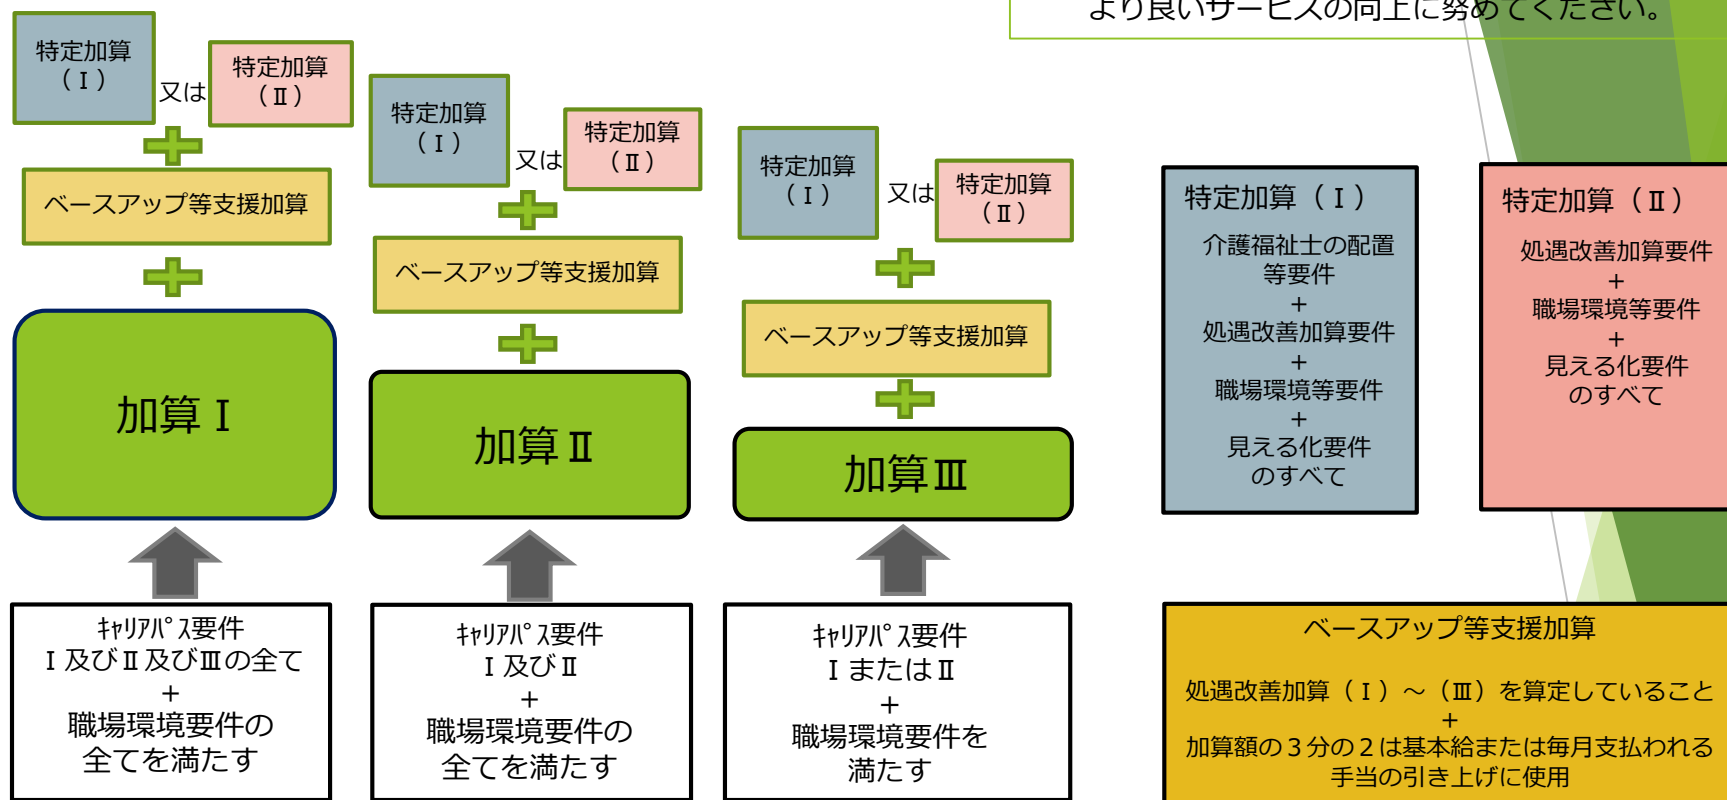 より良いサービスの向上に努めてください。
特定加算
（Ⅰ）
又は
特定加算
（Ⅱ）
ベースアップ等支援加算
加算Ⅰ
ｷｬﾘｱﾊﾟｽ要件
Ⅰ及びⅡ及びⅢの全て
+
職場環境要件の
全てを満たす
特定加算
（Ⅰ）
又は
特定加算
（Ⅱ）
ベースアップ等支援加算
加算Ⅱ
ｷｬﾘｱﾊﾟｽ要件
Ⅰ及びⅡ
+
職場環境要件の
全てを満たす
特定加算
（Ⅰ）
又は
特定加算
（Ⅱ）
ベースアップ等支援加算
加算Ⅲ
ｷｬﾘｱﾊﾟｽ要件
ⅠまたはⅡ
+
職場環境要件を
満たす
特定加算（Ⅰ）
介護福祉士の配置
等要件
+
処遇改善加算要件
+
職場環境等要件
+
見える化要件
のすべて
特定加算（Ⅱ）
処遇改善加算要件
+
職場環境等要件
+
見える化要件
のすべて
ベースアップ等支援加算
処遇改善加算（Ⅰ）～（Ⅲ）を算定していること
+
加算額の３分の２は基本給または毎月支払われる
手当の引き上げに使用